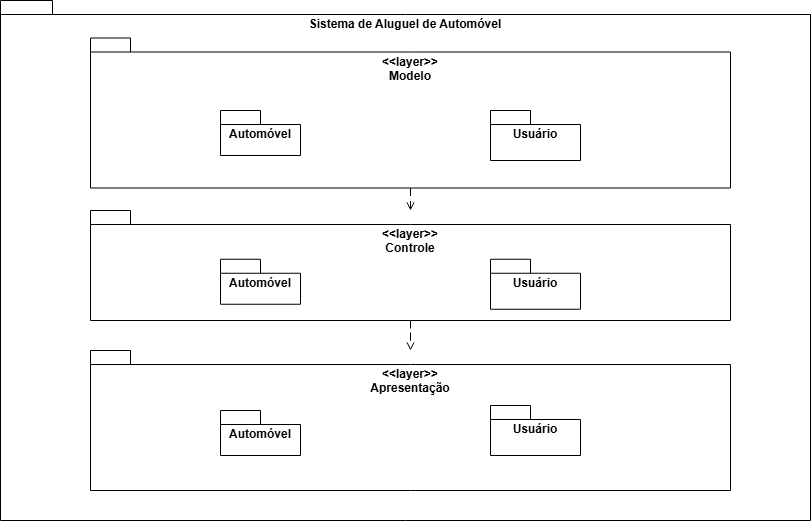 Sistema de Aluguel de Automóvel
<<layer>>
Modelo
Automóvel
Usuário
<<layer>>
Controle
Automóvel
Usuário
<<layer>>
Apresentação
Automóvel
Usuário